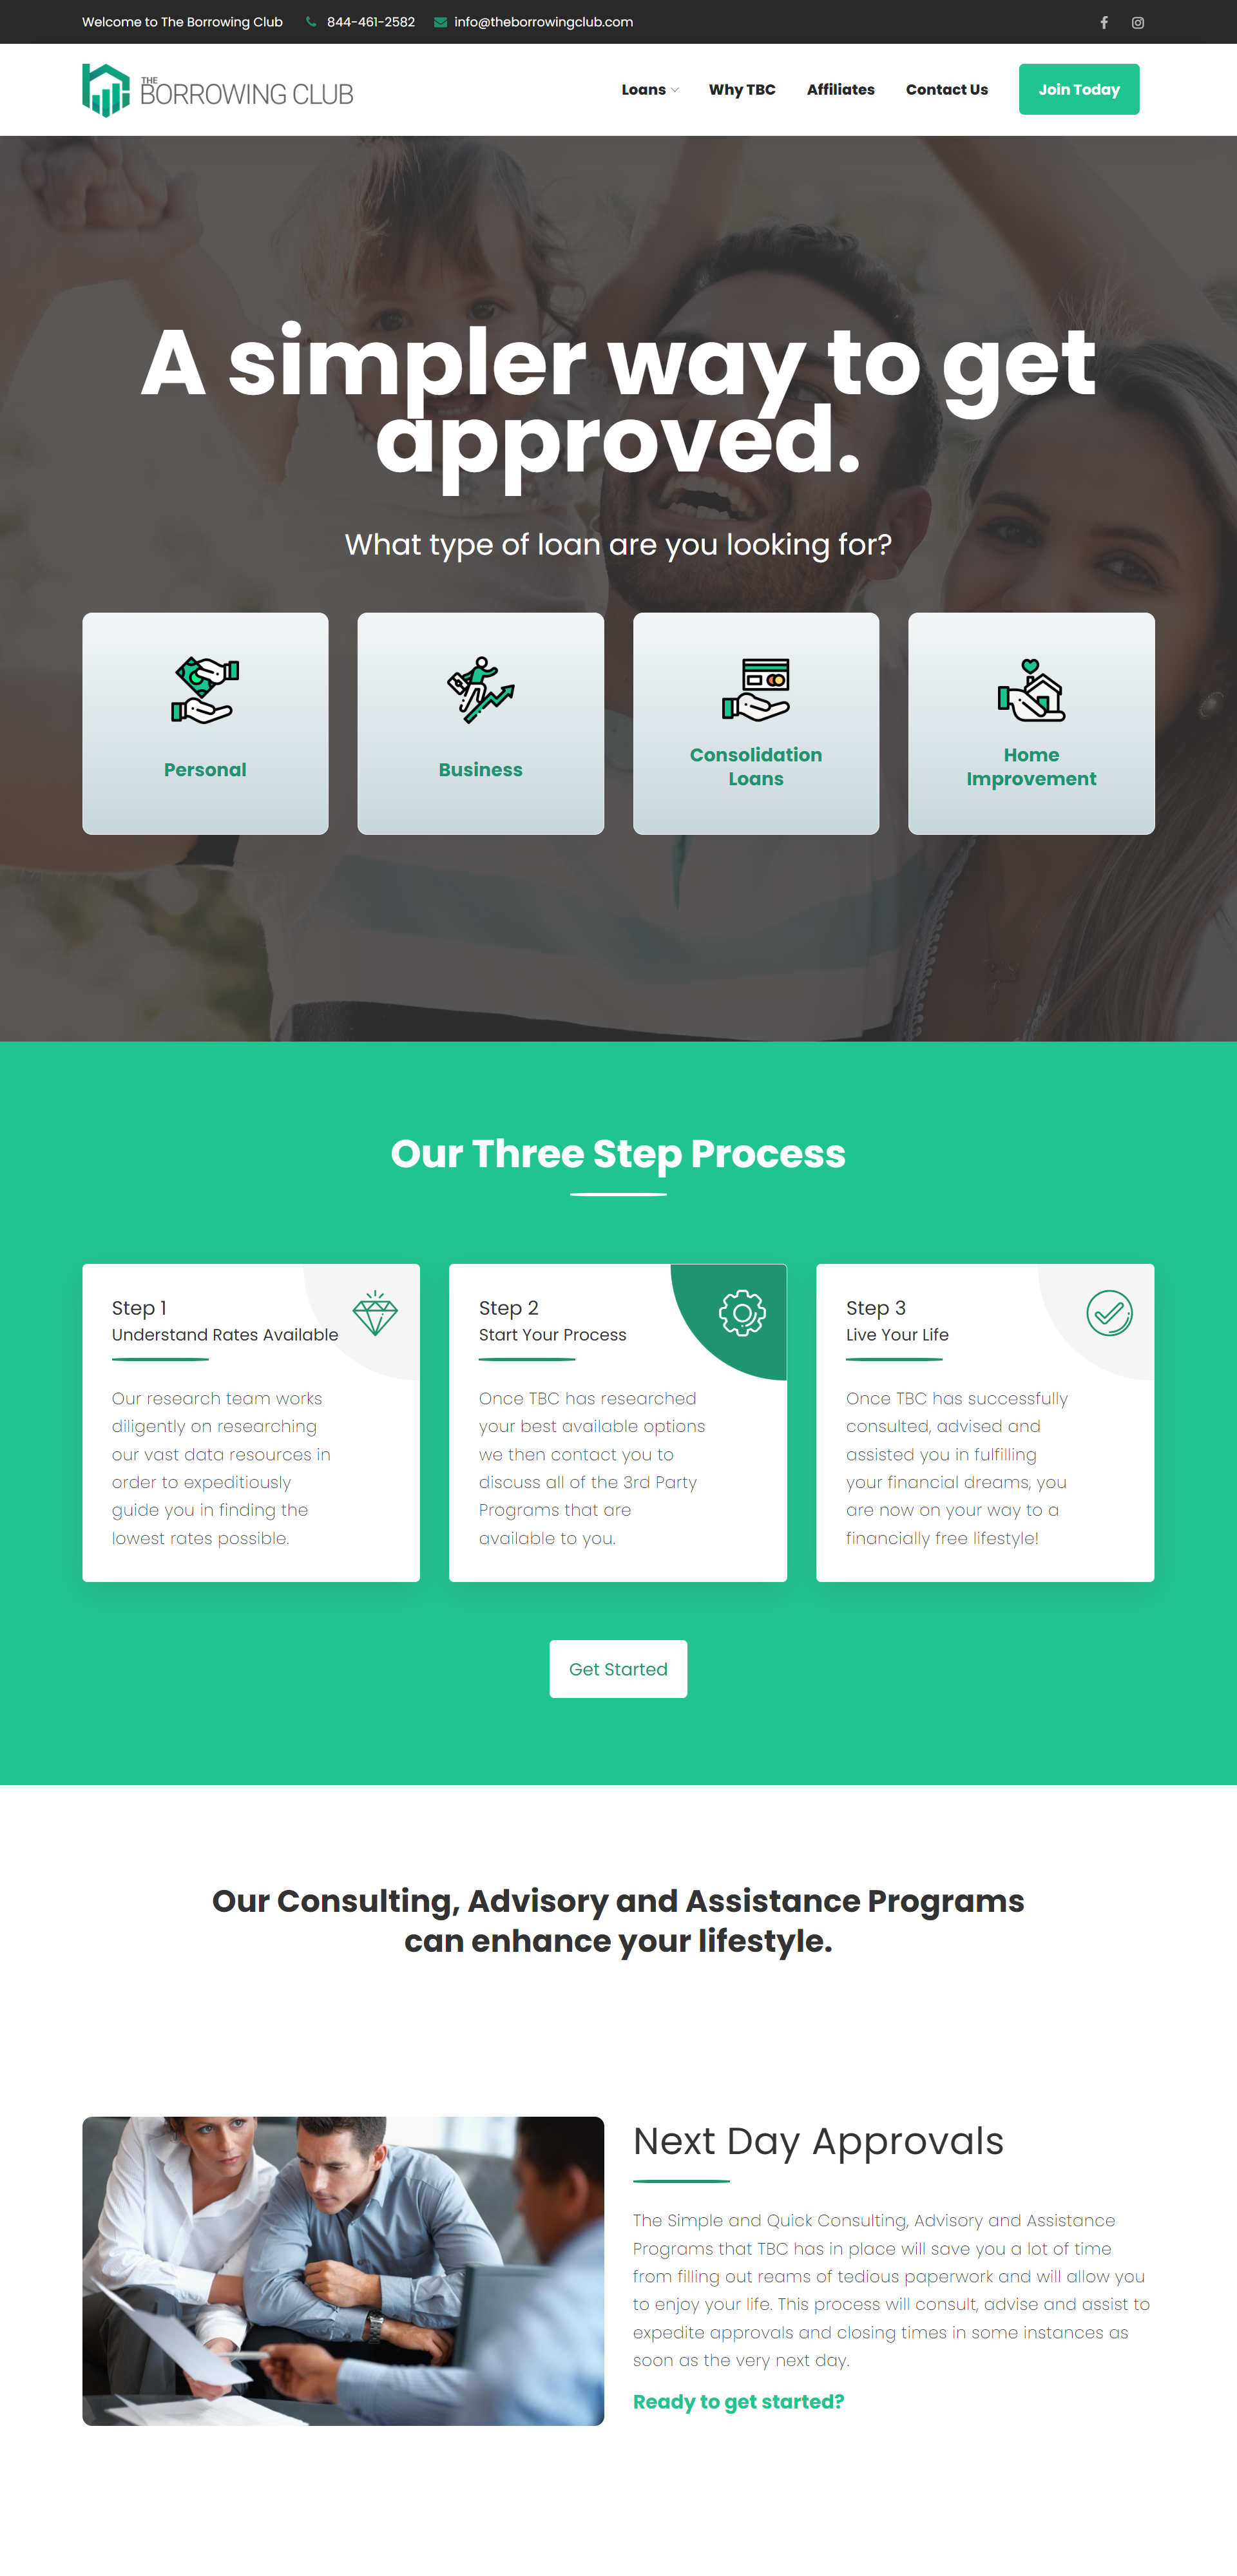 Welcome to The Borrowing Club 844-461-2582 info@theborrowingclub.com
THE
BORROWING CLUB
Loans Why TBC Affiliates Contact Us Join Today
A simpler way to get
approved.
What type of loan are you looking for?
Personal
Business
Consolidation
Loans
Home
Improvement
Our Three Step Process
Step 1
Understand Rates Available
Our research team works
diligently on researching
our vast data resources in
order to expeditiously
guide you in finding the
lowest rates possible.
Step 2
Start Your Process
Once TBC has researched
your best available options
we then contact you to
discuss all of the 3rd Party
Programs that are
available to you.
Step 3
Live Your Life
Once TBC has successfully
consulted, advised and
assisted you in fulfilling
your financial dreams, you
are now on your way to a
financially free lifestyle!
Get Started
Our Consulting, Advisory and Assistance Programs
can enhance your lifestyle.
Next Day Approvals
The Simple and Quick Consulting, Advisory and Assistance
Programs that TBC has in place will save you a lot of time
from filling out reams of tedious paperwork and will allow you
to enjoy your life. This process will consult, advise and assist to
expedite approvals and closing times in some instances as
soon as the very next day.
Ready to get started?